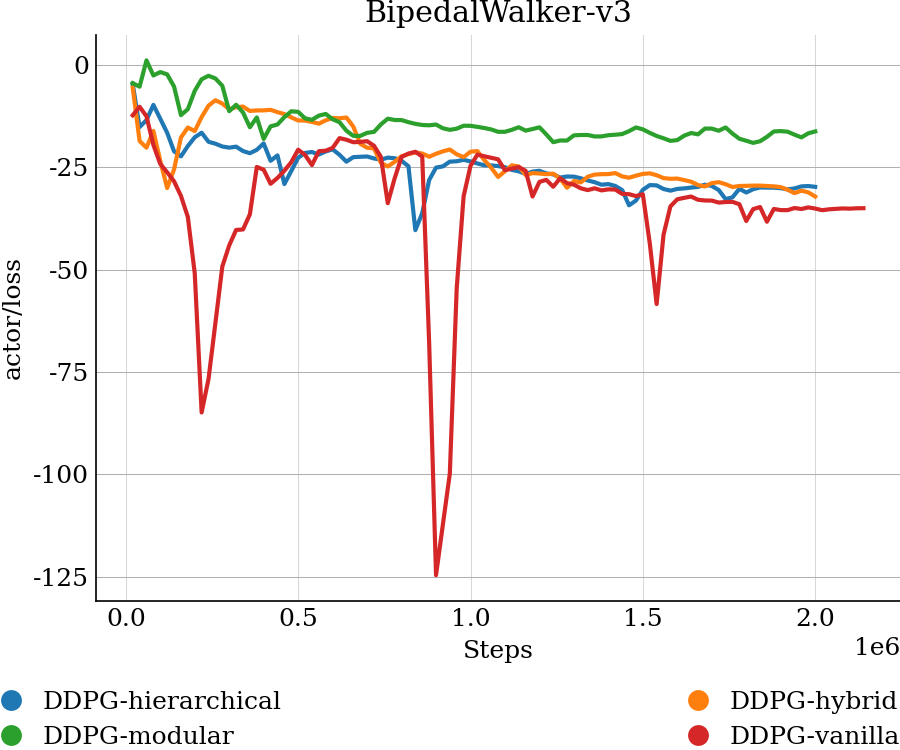 BipedalWalker-v3
0
-25
-50
-75
-100
-125
actor/loss
0.0 0.5 1.0 1.5 2.0
1e6
Steps
DDPG-hierarchical DDPG-hybrid
DDPG-modular DDPG-vanilla